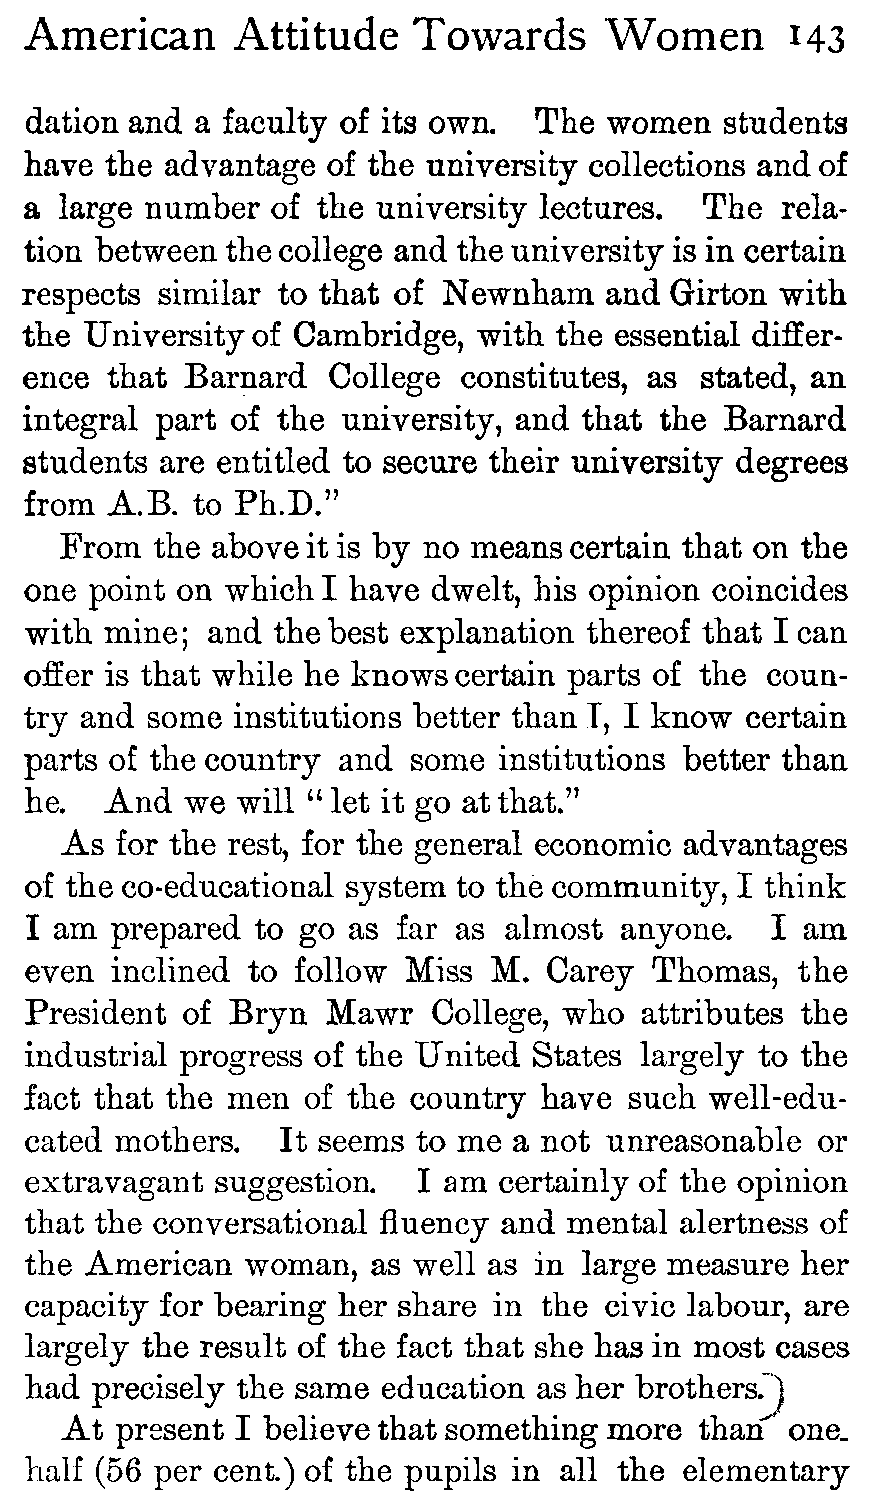 American Attitude Towards Women 143
dation and a faculty of its own. The women students
have the advantage of the university collections and of
a large number of the university lectures. The rela-
tion between the college and the university is in certain
respects similar to that of Newnham and Girton with
the University of Cambridge, with the essential differ-
ence that Barnard College constitutes, as stated, an
integral part of the university, and that the Barnard
students are entitled to secure their university degrees
from A.B. to Ph.D."
From the above it is by no means certain that on the
one point on which I have dwelt, his opinion coincides
with mine; and the best explanation thereof that I can
offer is that while he knows certain parts of the coun-
try and some institutions better than I, I know certain
parts of the country and some institutions better than
he. And we will "let it go at that."
As for the rest, for the general economic advantages
of the co-educational system to the community, I think
I am prepared to go as far as almost anyone. I am
even inclined to follow Miss M. Carey Thomas, the
President of Bryn Mawr College, who attributes the
industrial progress of the United States largely to the
fact that the men of the country have such well-edu-
cated mothers. It seems to me a not unreasonable or
extravagant suggestion. I am certainly of the opinion
that the conversational fluency and mental alertness of
the American woman, as well as in large measure her
capacity for bearing her share in the civic labour, are
largely the result of the fact that she has in most cases
had precisely the same education as her brothers.)
At present I believe that something more than one-
half (56 per cent.) of the pupils in all the elementary